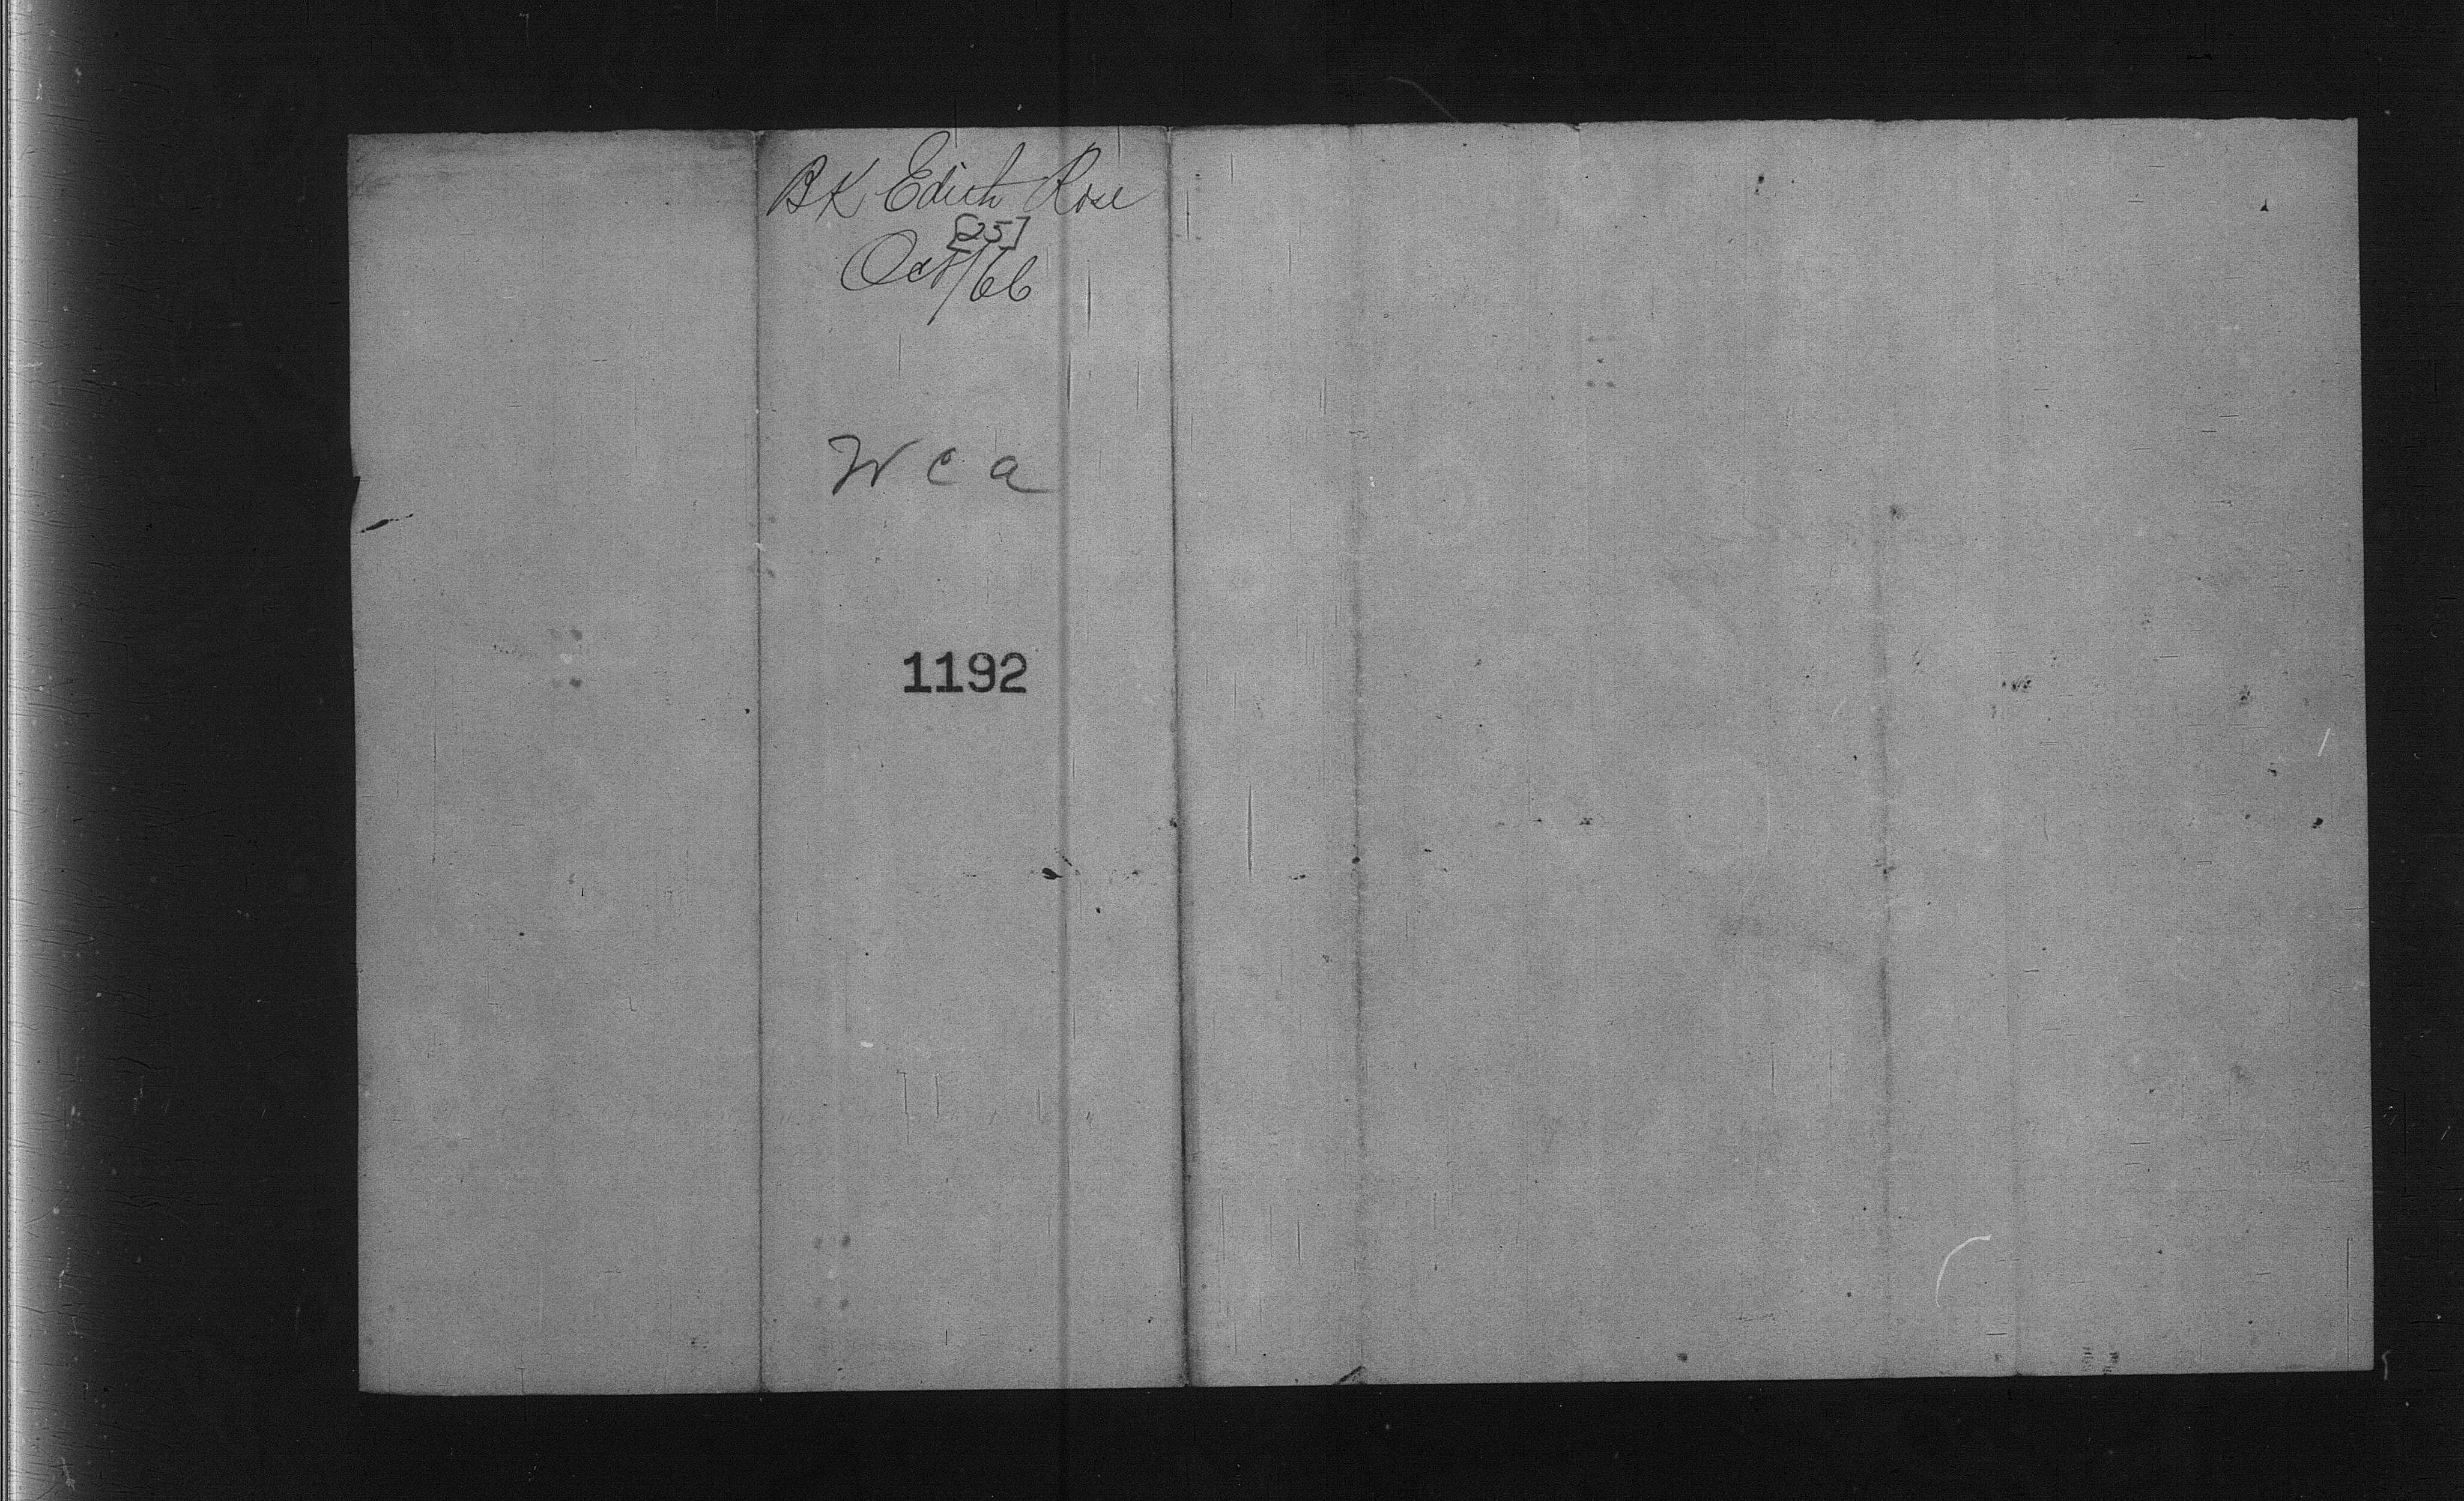 BK Edith Rose
[25]
Oct/66
W C a
1192